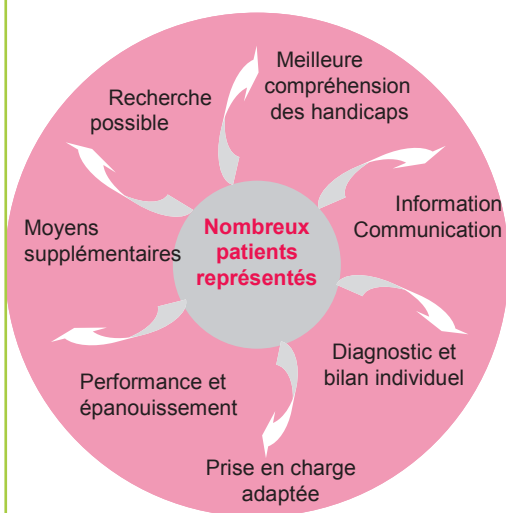 Meilleure
compréhension
des handicaps
Information
Communication
Diagnostic et
bilan individuel
Prise en charge
adaptée
Performance et
épanouissement
Moyens
supplémentaires
Recherche
possible
Nombreux
patients
représentés